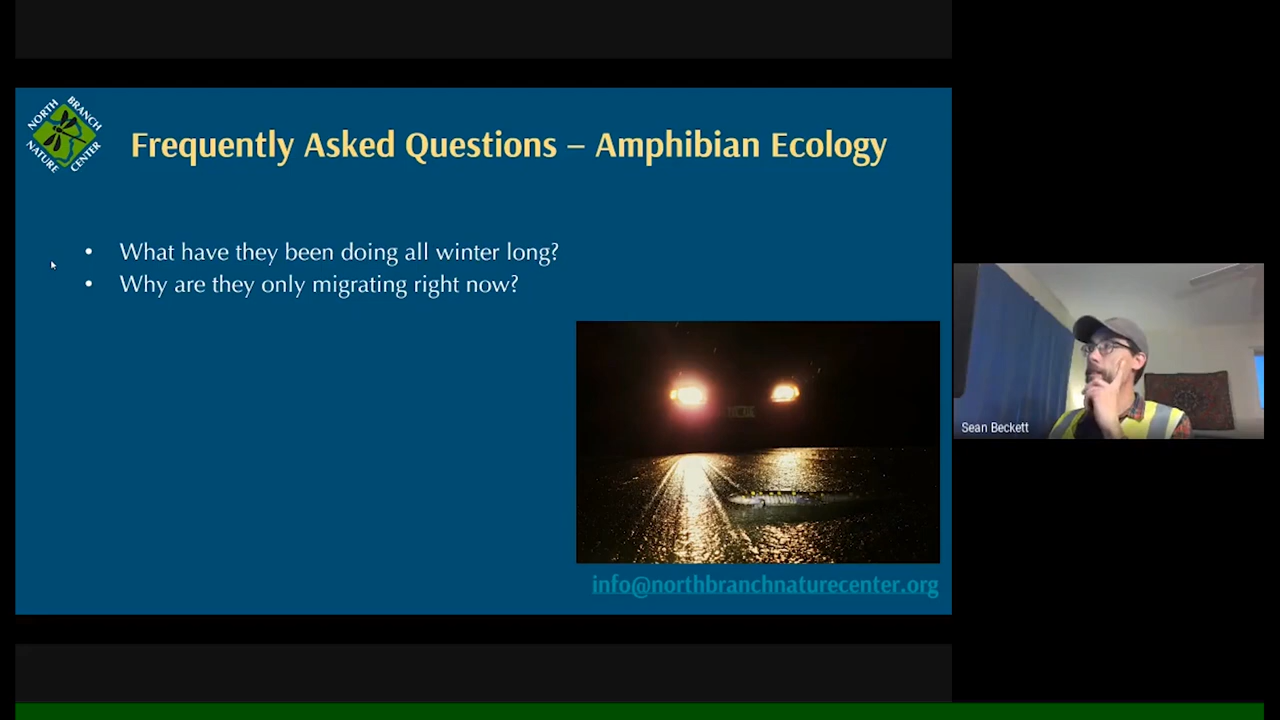 NORTH BRANCH
NATURE CENTER
Frequently Asked Questions – Amphibian Ecology
• What have they been doing all winter long?
• Why are they only migrating right now?
info@northbranchnaturecenter.org
Sean Beckett